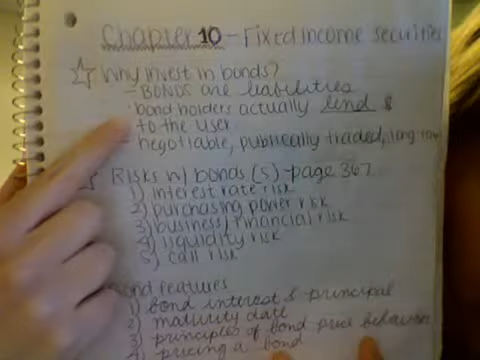 Chapter 10 - Fixed Income Securities
Why invest in bonds?
- BONDS are liabilities
bond holders actually lend $
to the user
- negotiable, publically traded, long
Risks w/ bonds (5) - page 367
1) interest rate risk
2) purchasing power risk
3) business/financial risk
4) liquidity risk
5) call risk
features
1) bond interest & principal
2) maturity date
3) principles of bond price behavior
4) pricing a bond